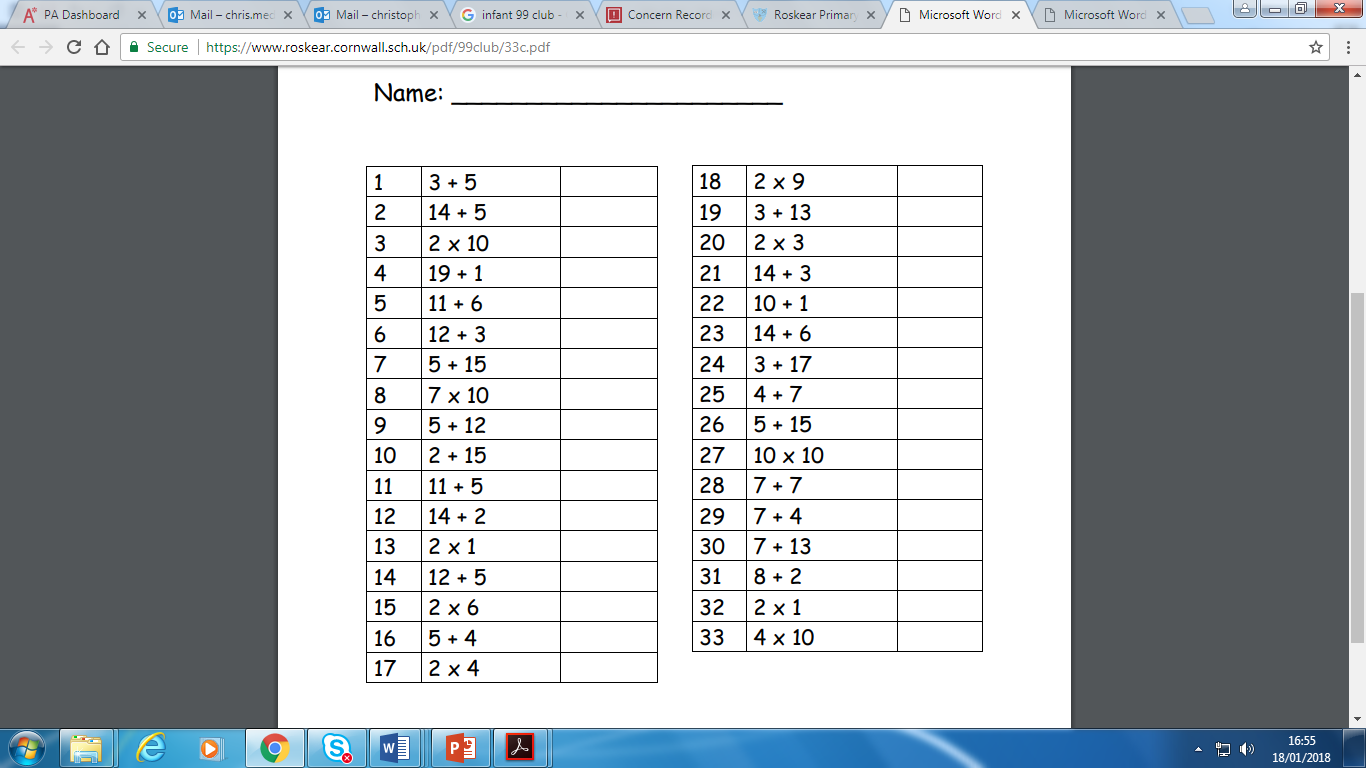 PA Dashboard
Mail – chris.med
Mail – christoph
infant 99 club -
Concern Record
Roskear Primary
Microsoft Word
Microsoft Word
Secure
https://www.roskear.cornwall.sch.uk/pdf/99club/33c.pdf
Name: ______________________
1 3 + 5
2 14 + 5
3 2 x 10
4 19 + 1
5 11 + 6
6 12 + 3
7 5 + 15
8 7 x 10
9 5 + 12
10 2 + 15
11 11 + 5
12 14 + 2
13 2 x 1
14 12 + 5
15 2 x 6
16 5 + 4
17 2 x 4
18 2 x 9
19 3 + 13
20 2 x 3
21 14 + 3
22 10 + 1
23 14 + 6
24 3 + 17
25 4 + 7
26 5 + 15
27 10 x 10
28 7 + 7
29 7 + 4
30 7 + 13
31 8 + 2
32 2 x 1
33 4 x 10
16:55
18/01/2018